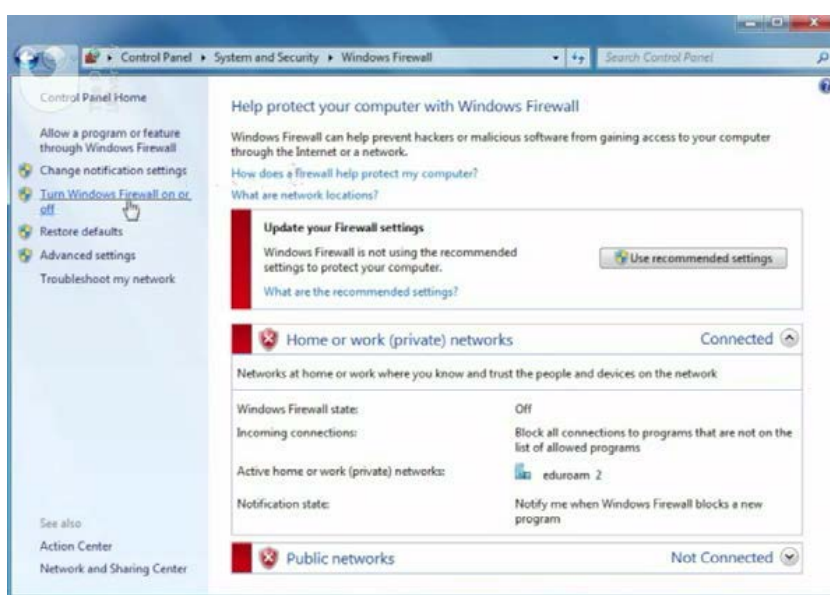 Control Panel ▸ System and Security ▸ Windows Firewall
Search Control Panel
Control Panel Home
Allow a program or feature
through Windows Firewall
Change notification settings
Turn Windows Firewall on or
off
Restore defaults
Advanced settings
Troubleshoot my network
See also
Action Center
Network and Sharing Center
Help protect your computer with Windows Firewall
Windows Firewall can help prevent hackers or malicious software from gaining access to your computer
through the Internet or a network.
How does a firewall help protect my computer?
What are network locations?
Update your Firewall settings
Windows Firewall is not using the recommended
settings to protect your computer.
Use recommended settings
What are the recommended settings?
Home or work (private) networks Connected
Networks at home or work where you know and trust the people and devices on the network
Windows Firewall state: Off
Incoming connections: Block all connections to programs that are not on the
list of allowed programs
Active home or work (private) networks: eduroam 2
Notification state: Notify me when Windows Firewall blocks a new
program
Public networks Not Connected